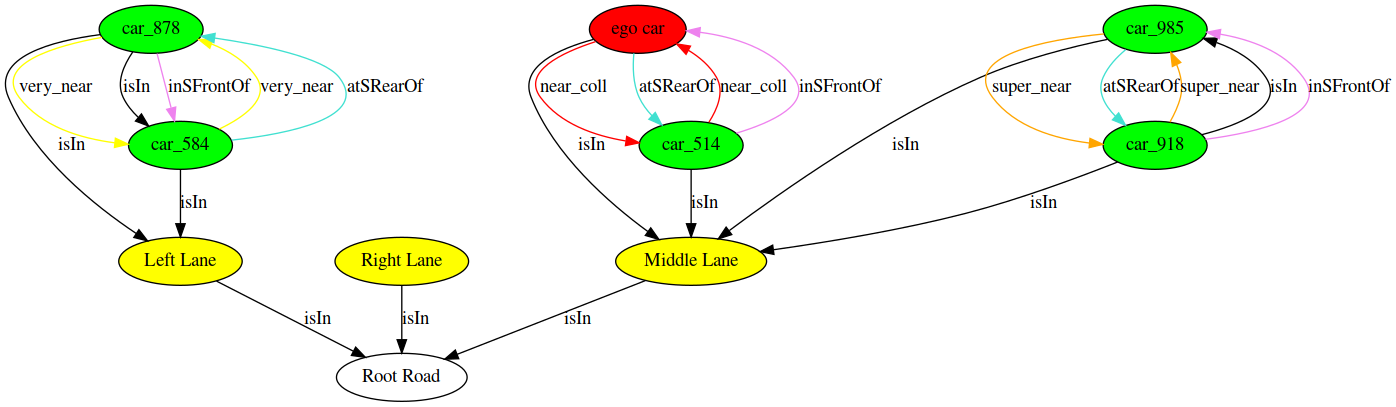 car_878
ego car
car_985
very_near
isIn
inSFrontOf
very_near
atSRearOf
near_coll
atSRearOf
near_coll
inSFrontOf
super_near
atSRearOf
super_near
isIn
inSFrontOf
car_584
isIn
car_514
isIn
isIn
car_918
isIn
isIn
isIn
Left Lane
Right Lane
Middle Lane
isIn
isIn
isIn
Root Road